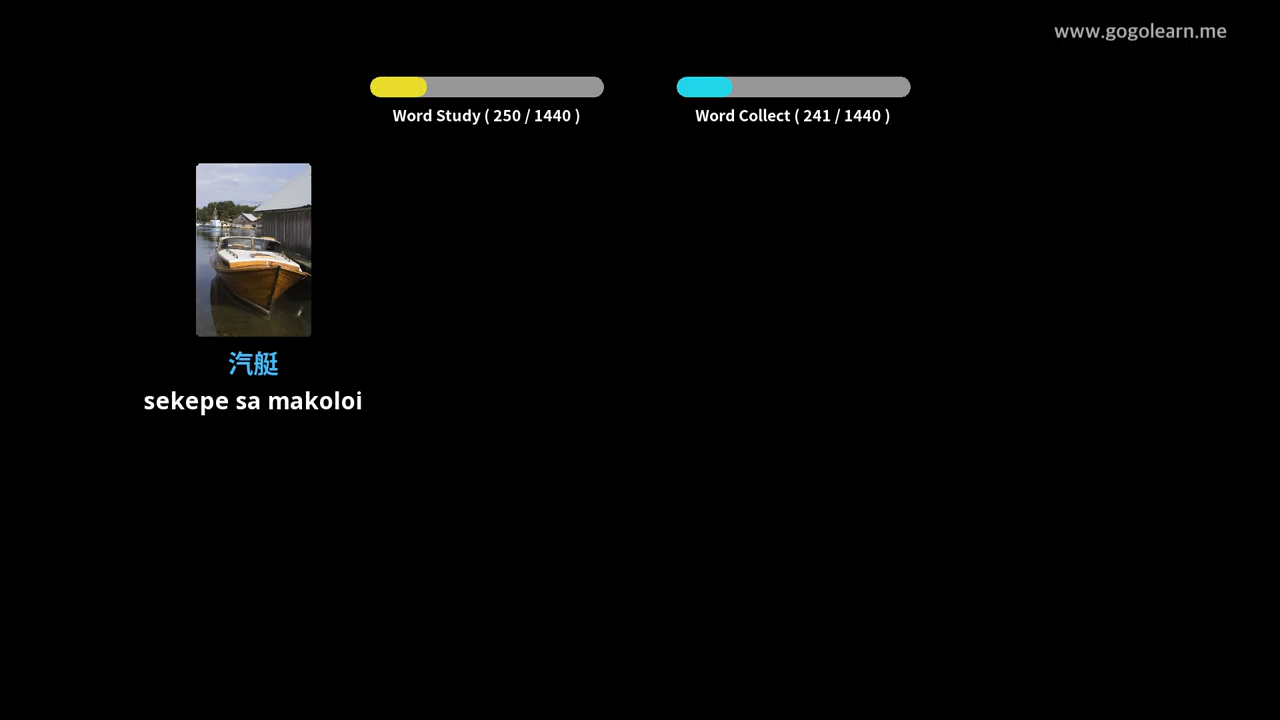 www.gogolearn.me
Word Study ( 250 / 1440 )
Word Collect ( 241 / 1440 )
汽艇
sekepe sa makoloi